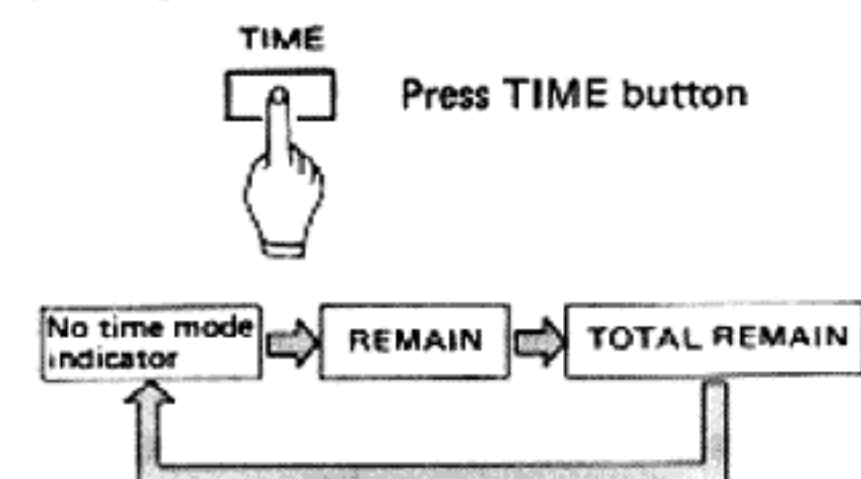 TIME
Press TIME button
No time mode
indicator
REMAIN
TOTAL REMAIN